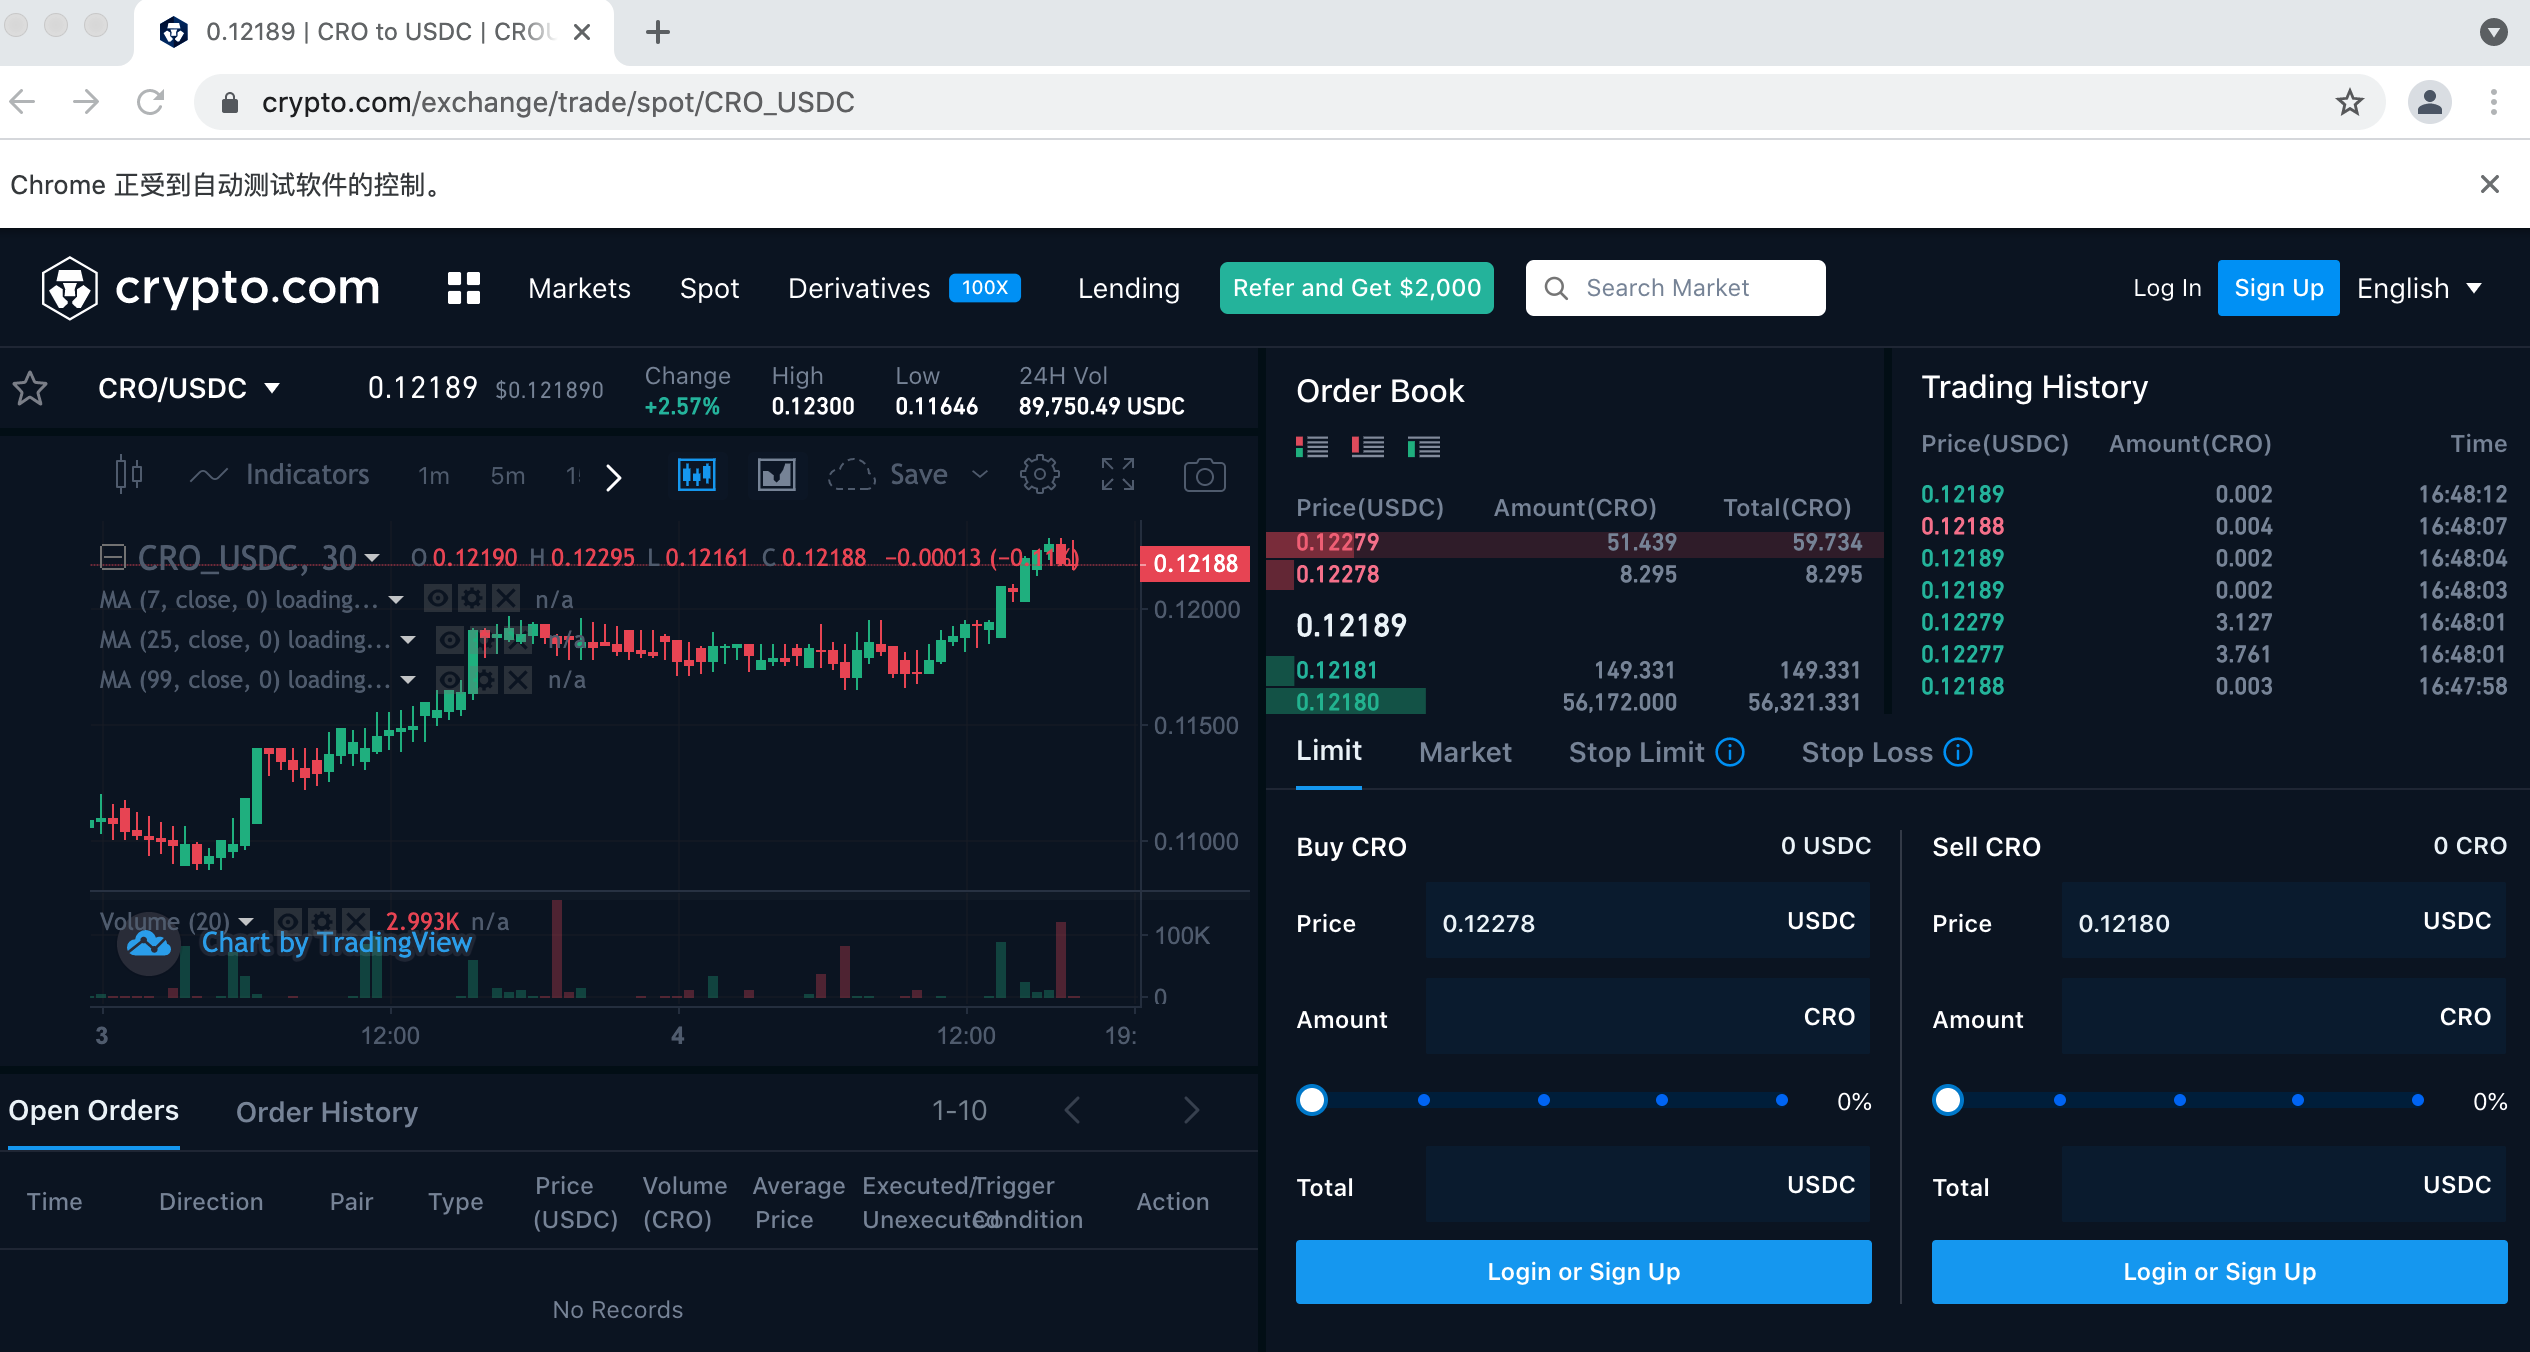 0.12189 | CRO to USDC | CROU
crypto.com/exchange/trade/spot/CRO_USDC
Chrome 正受到自动测试软件的控制。
crypto.com Markets Spot Derivatives 100X Lending Refer and Get $2,000 Search Market Log In Sign Up English
CRO/USDC 0.12189 $0.121890
Change High Low 24H Vol
+2.57% 0.12300 0.11646 89,750.49 USDC
Indicators 1m 5m Save
CRO_USDC, 30 O 0.12190 H 0.12295 L 0.12161 C 0.12188 −0.00013 (−0.11%)
0.12188
MA (7, close, 0) loading... n/a
0.12000
MA (25, close, 0) loading... n/a
MA (99, close, 0) loading... n/a
0.11500
0.11000
Volume (20) 2.993K n/a
Chart by TradingView
100K
0
3 12:00 4 12:00 19:
Open Orders Order History 1-10
Time Direction Pair Type Price (USDC) Volume (CRO) Average Price Executed/Unexecuted Trigger Condition Action
No Records
Order Book
Price(USDC) Amount(CRO) Total(CRO)
0.12279 51.439 59.734
0.12278 8.295 8.295
0.12189
0.12181 149.331 149.331
0.12180 56,172.000 56,321.331
Trading History
Price(USDC) Amount(CRO) Time
0.12189 0.002 16:48:12
0.12188 0.004 16:48:07
0.12189 0.002 16:48:04
0.12189 0.002 16:48:03
0.12279 3.127 16:48:01
0.12277 3.761 16:48:01
0.12188 0.003 16:47:58
Limit Market Stop Limit Stop Loss
Buy CRO 0 USDC
Price 0.12278 USDC
Amount CRO
0%
Total USDC
Login or Sign Up
Sell CRO 0 CRO
Price 0.12180 USDC
Amount CRO
0%
Total USDC
Login or Sign Up